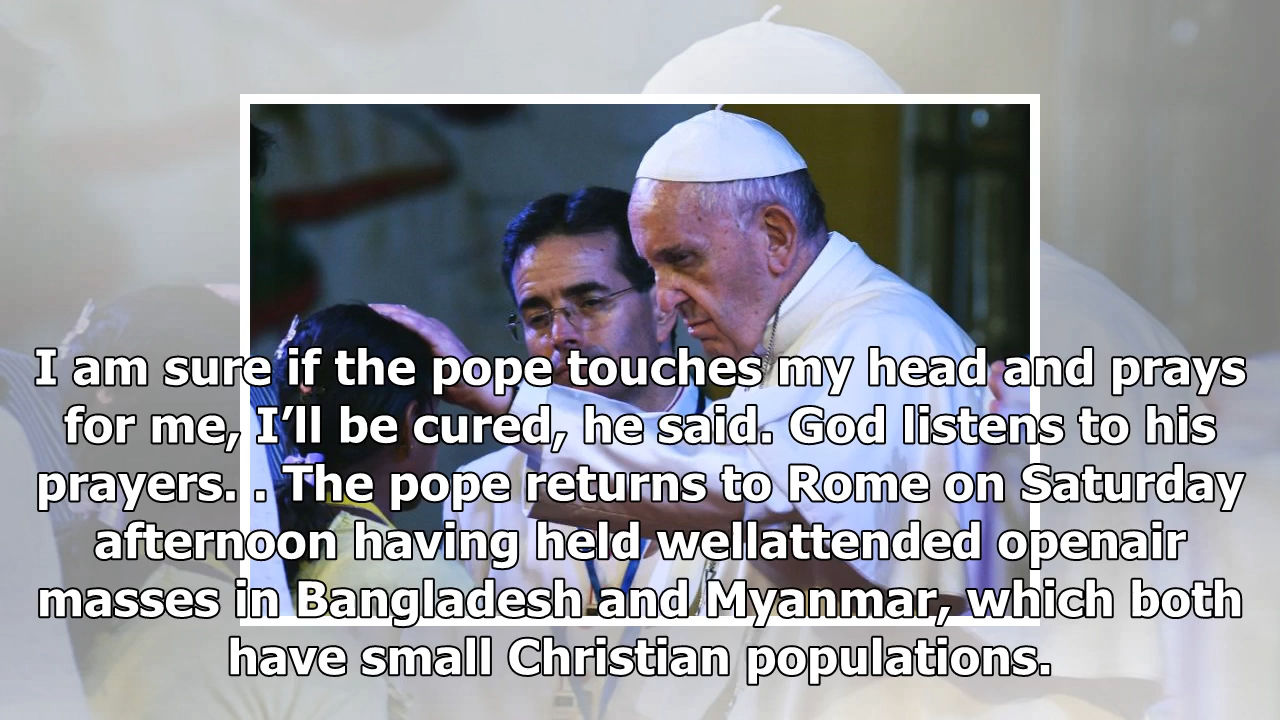 I am sure if the pope touches my head and prays
for me, I’ll be cured, he said. God listens to his
prayers. . The pope returns to Rome on Saturday
afternoon having held wellattended openair
masses in Bangladesh and Myanmar, which both
have small Christian populations.